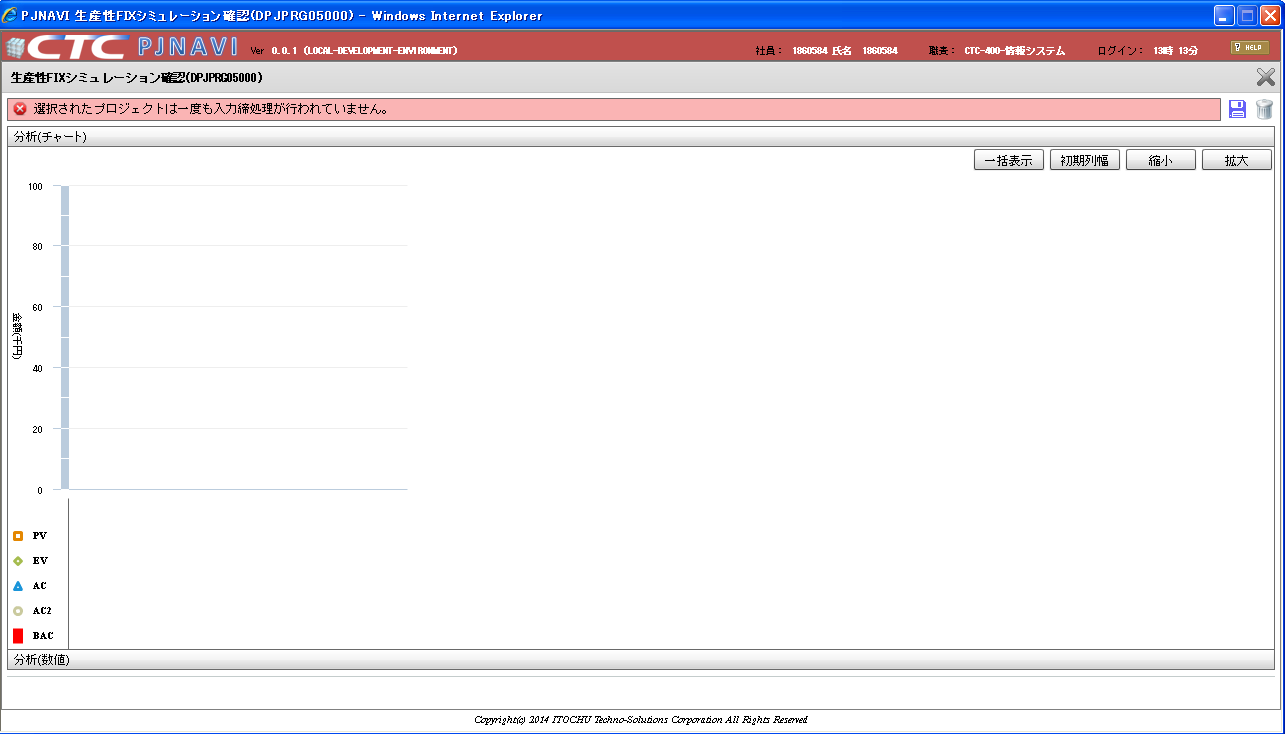 PJNAVI 生産性FIXシミュレーション確認(DPJPRG05000) - Windows Internet Explorer
CTC PJNAVI Ver 0.0.1 (LOCAL-DEVELOPMENT-ENVIRONMENT) 社員： 1860584 氏名 1860584 職責： CTC-400-情報システム ログイン： 13時 13分 ? HELP
生産性FIXシミュレーション確認(DPJPRG05000)
選択されたプロジェクトは一度も入力締処理が行われていません。
分析(チャート)
一括表示 初期列幅 縮小 拡大
100
80
60
金額(千円)
40
20
0
PV
EV
AC
AC2
BAC
分析(数値)
Copyright(c) 2014 ITOCHU Techno-Solutions Corporation All Rights Reserved